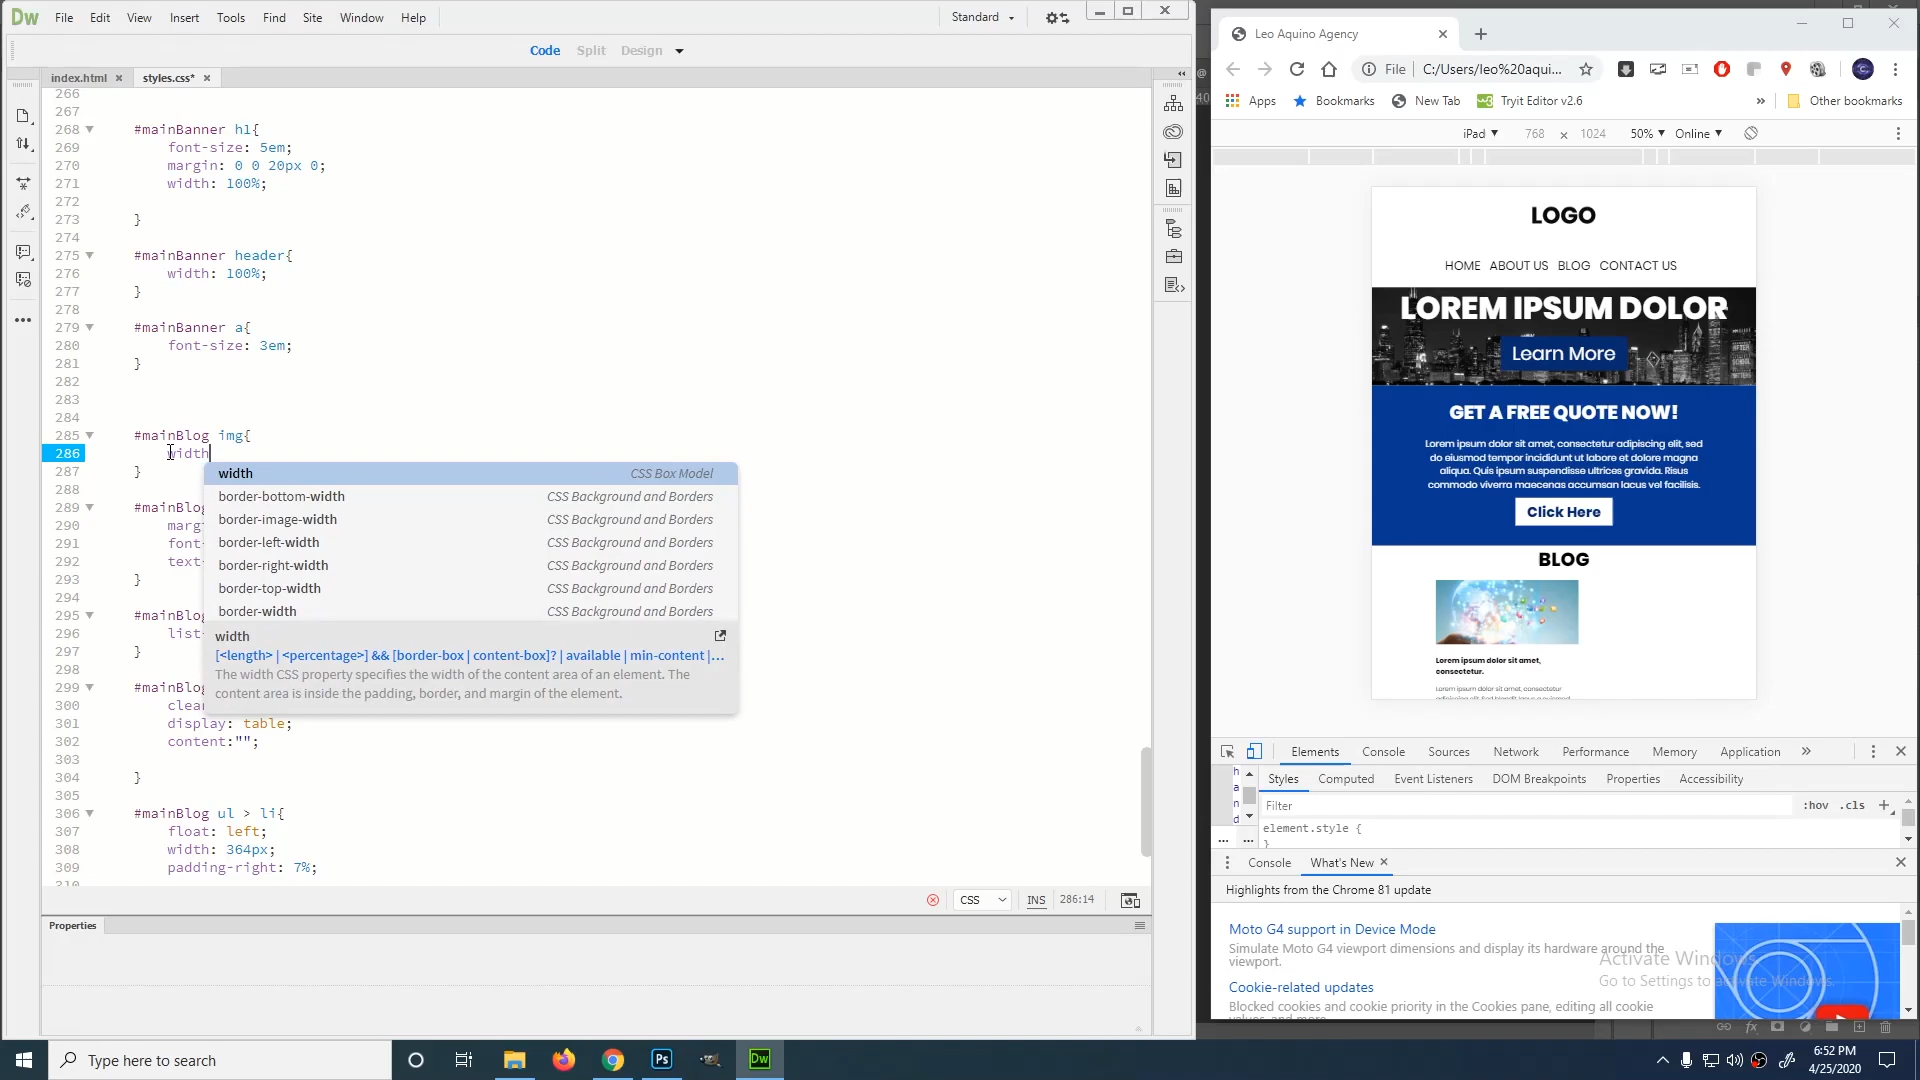 Dw File Edit View Insert Tools Find Site Window Help Standard
Code Split Design
index.html styles.css*
266
267
268 #mainBanner h1{
269 font-size: 5em;
270 margin: 0 0 20px 0;
271 width: 100%;
272
273 }
274
275 #mainBanner header{
276 width: 100%;
277 }
278
279 #mainBanner a{
280 font-size: 3em;
281 }
282
283
284
285 #mainBlog img{
286 width
287 }
288
289 #mainBlog
290
291 font-
292 text-
293 }
295 #mainBlog
296 list-
297 }
298
299 #mainBlog
300 clear
301 display: table;
302 content:"";
303
304 }
305
306 #mainBlog ul > li{
307 float: left;
308 width: 364px;
309 padding-right: 7%;
310
width CSS Box Model
border-bottom-width CSS Background and Borders
border-image-width CSS Background and Borders
border-left-width CSS Background and Borders
border-right-width CSS Background and Borders
border-top-width CSS Background and Borders
border-width CSS Background and Borders
width
[<length> | <percentage>] && [border-box | content-box]? | available | min-content |...
The width CSS property specifies the width of the content area of an element. The
content area is inside the padding, border, and margin of the element.
CSS INS 286:14
Properties
Leo Aquino Agency
File C:/Users/leo%20aqui...
Apps Bookmarks New Tab Tryit Editor v2.6 » Other bookmarks
iPad 768 × 1024 50% Online
LOGO
HOME ABOUT US BLOG CONTACT US
LOREM IPSUM DOLOR
Learn More
GET A FREE QUOTE NOW!
Lorem ipsum dolor sit amet, consectetur adipiscing elit, sed
do eiusmod tempor incididunt ut labore et dolore magna
aliqua. Quis ipsum suspendisse ultrices gravida. Risus
commodo viverra maecenas accumsan lacus vel facilisis.
Click Here
BLOG
Lorem ipsum dolor sit amet,
consectetur.
Lorem ipsum dolor sit amet, consectetur
Elements Console Sources Network Performance Memory Application »
Styles Computed Event Listeners DOM Breakpoints Properties Accessibility
Filter :hov .cls +
element.style {
}
h
a
n
d
Console What's New
Highlights from the Chrome 81 update
Moto G4 support in Device Mode
Simulate Moto G4 viewport dimensions and display its hardware around the
viewport.
Cookie-related updates
Blocked cookies and cookie priority in the Cookies pane, editing all cookie
values, and more.
Activate Windows
Go to Settings to activate Windows.
Type here to search Ps Dw
6:52 PM
4/25/2020